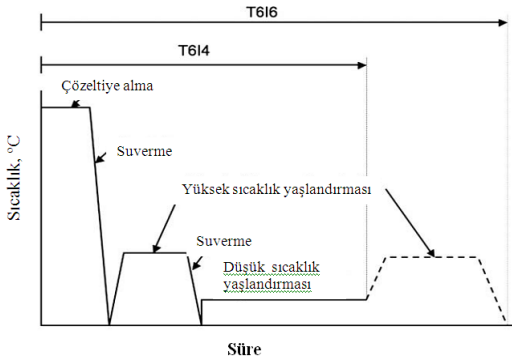 T6I6
T6I4
Çözeltiye alma
Suverme
Yüksek sıcaklık yaşlandırması
Suverme
Düşük sıcaklık
yaşlandırması
Sıcaklık, °C
Süre